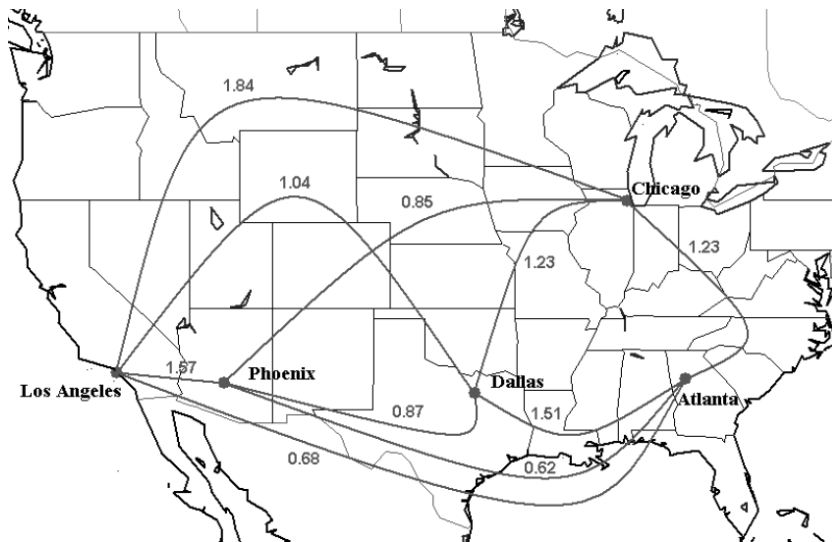 1.84
1.04
0.85
Chicago
1.23
1.23
1.57
Phoenix
Los Angeles
Dallas
Atlanta
0.87
1.51
0.68
0.62